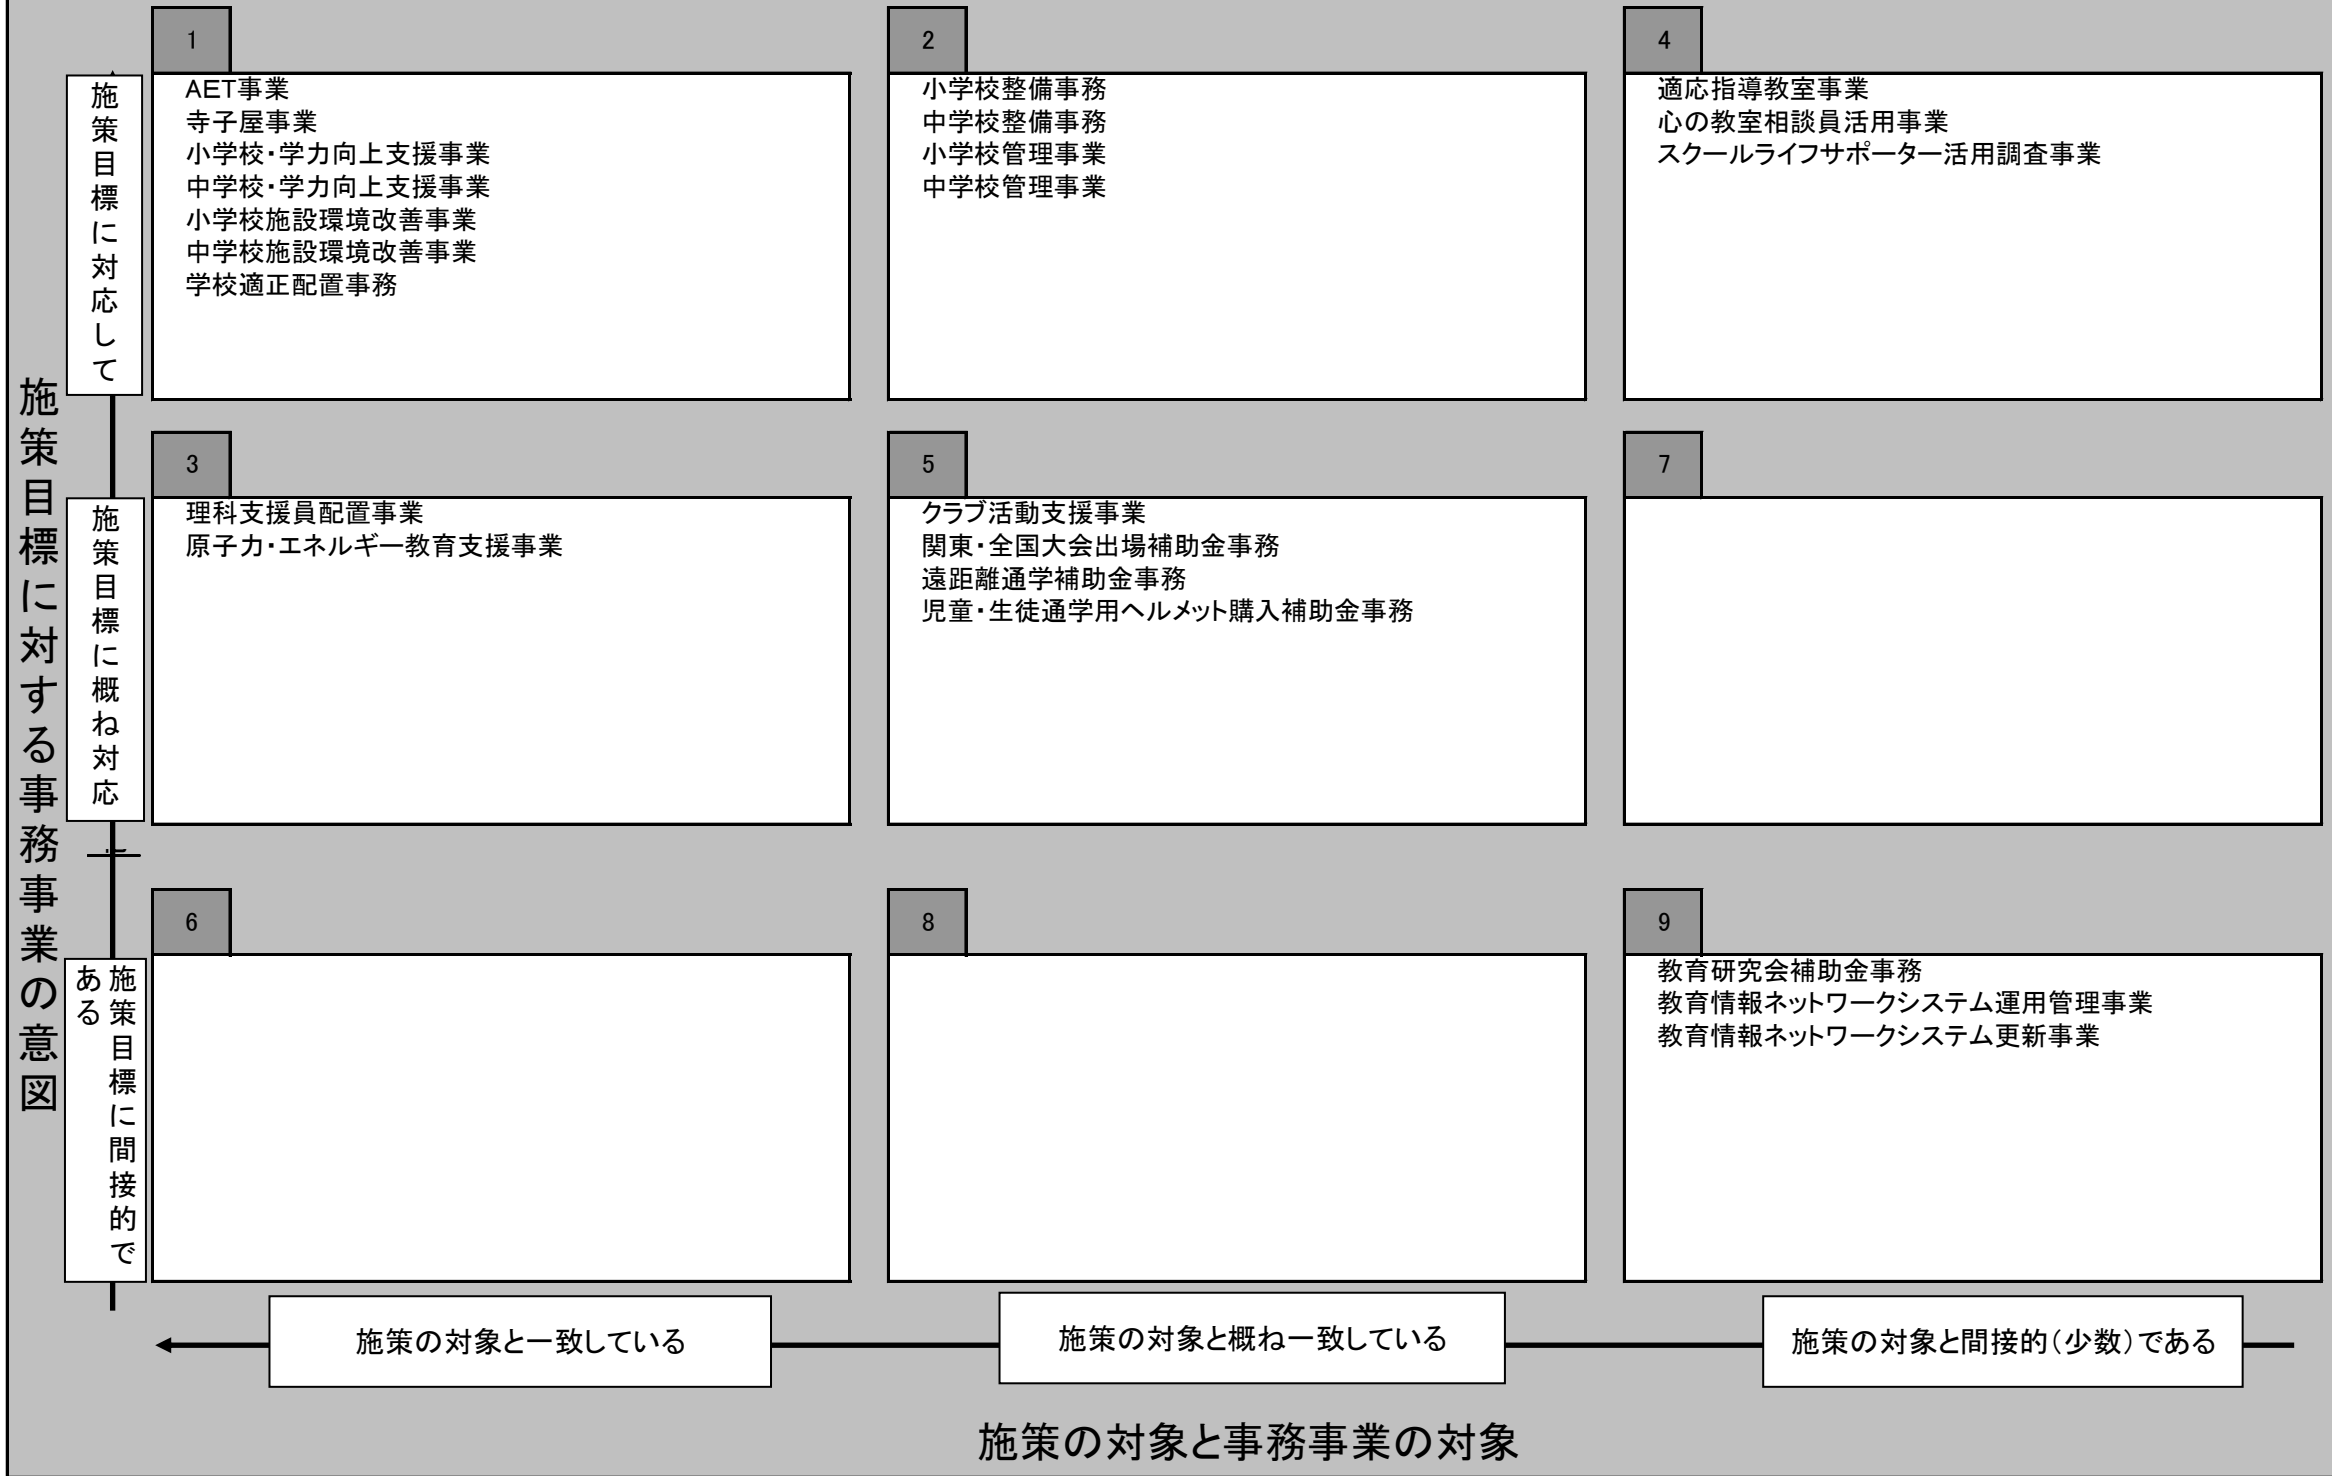 施策目標に対する事務事業の意図
施策目標に対応して
1
AET事業
寺子屋事業
小学校・学力向上支援事業
中学校・学力向上支援事業
小学校施設環境改善事業
中学校施設環境改善事業
学校適正配置事務
2
小学校整備事務
中学校整備事務
小学校管理事業
中学校管理事業
4
適応指導教室事業
心の教室相談員活用事業
スクールライフサポーター活用調査事業
施策目標に概ね対応
3
理科支援員配置事業
原子力・エネルギー教育支援事業
5
クラブ活動支援事業
関東・全国大会出場補助金事務
遠距離通学補助金事務
児童・生徒通学用ヘルメット購入補助金事務
7
施策目標に間接的で
ある
6
8
9
教育研究会補助金事務
教育情報ネットワークシステム運用管理事業
教育情報ネットワークシステム更新事業
施策の対象と一致している
施策の対象と概ね一致している
施策の対象と間接的（少数）である
施策の対象と事務事業の対象